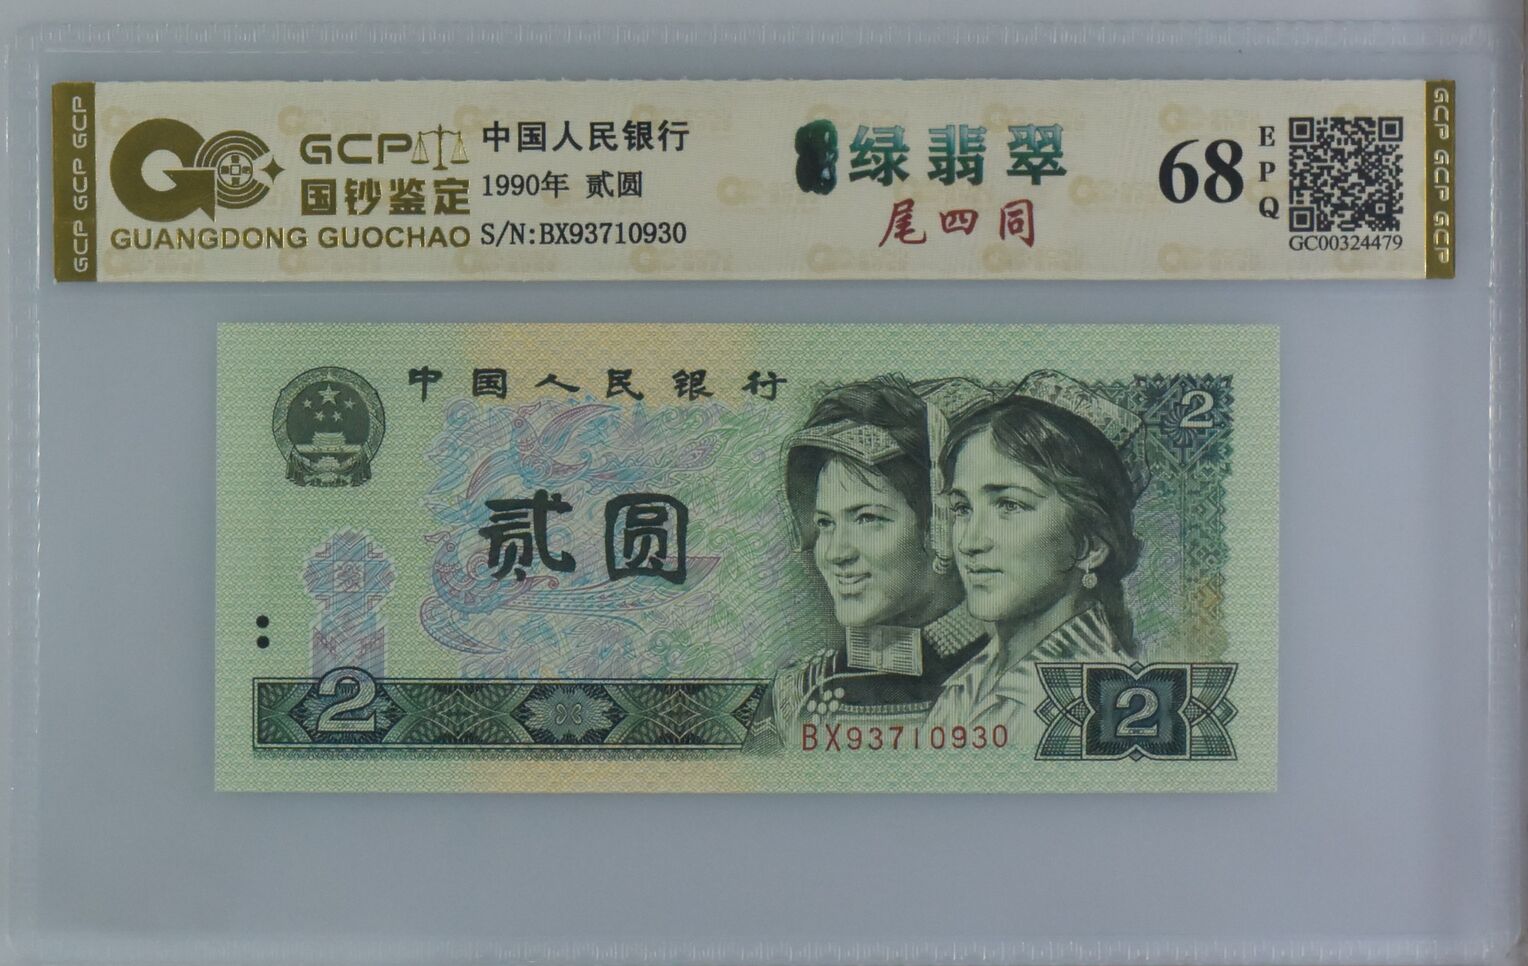 GCP GCP GCP
GCP
国钞鉴定
GUANGDONG GUOCHAO
中国人民银行
1990年 贰圆
S/N:BX93710930
绿翡翠
尾四同
68
EPQ
GC00324479
GCP GCP GCP
中国人民银行
2
贰圆
2
BX93710930
2